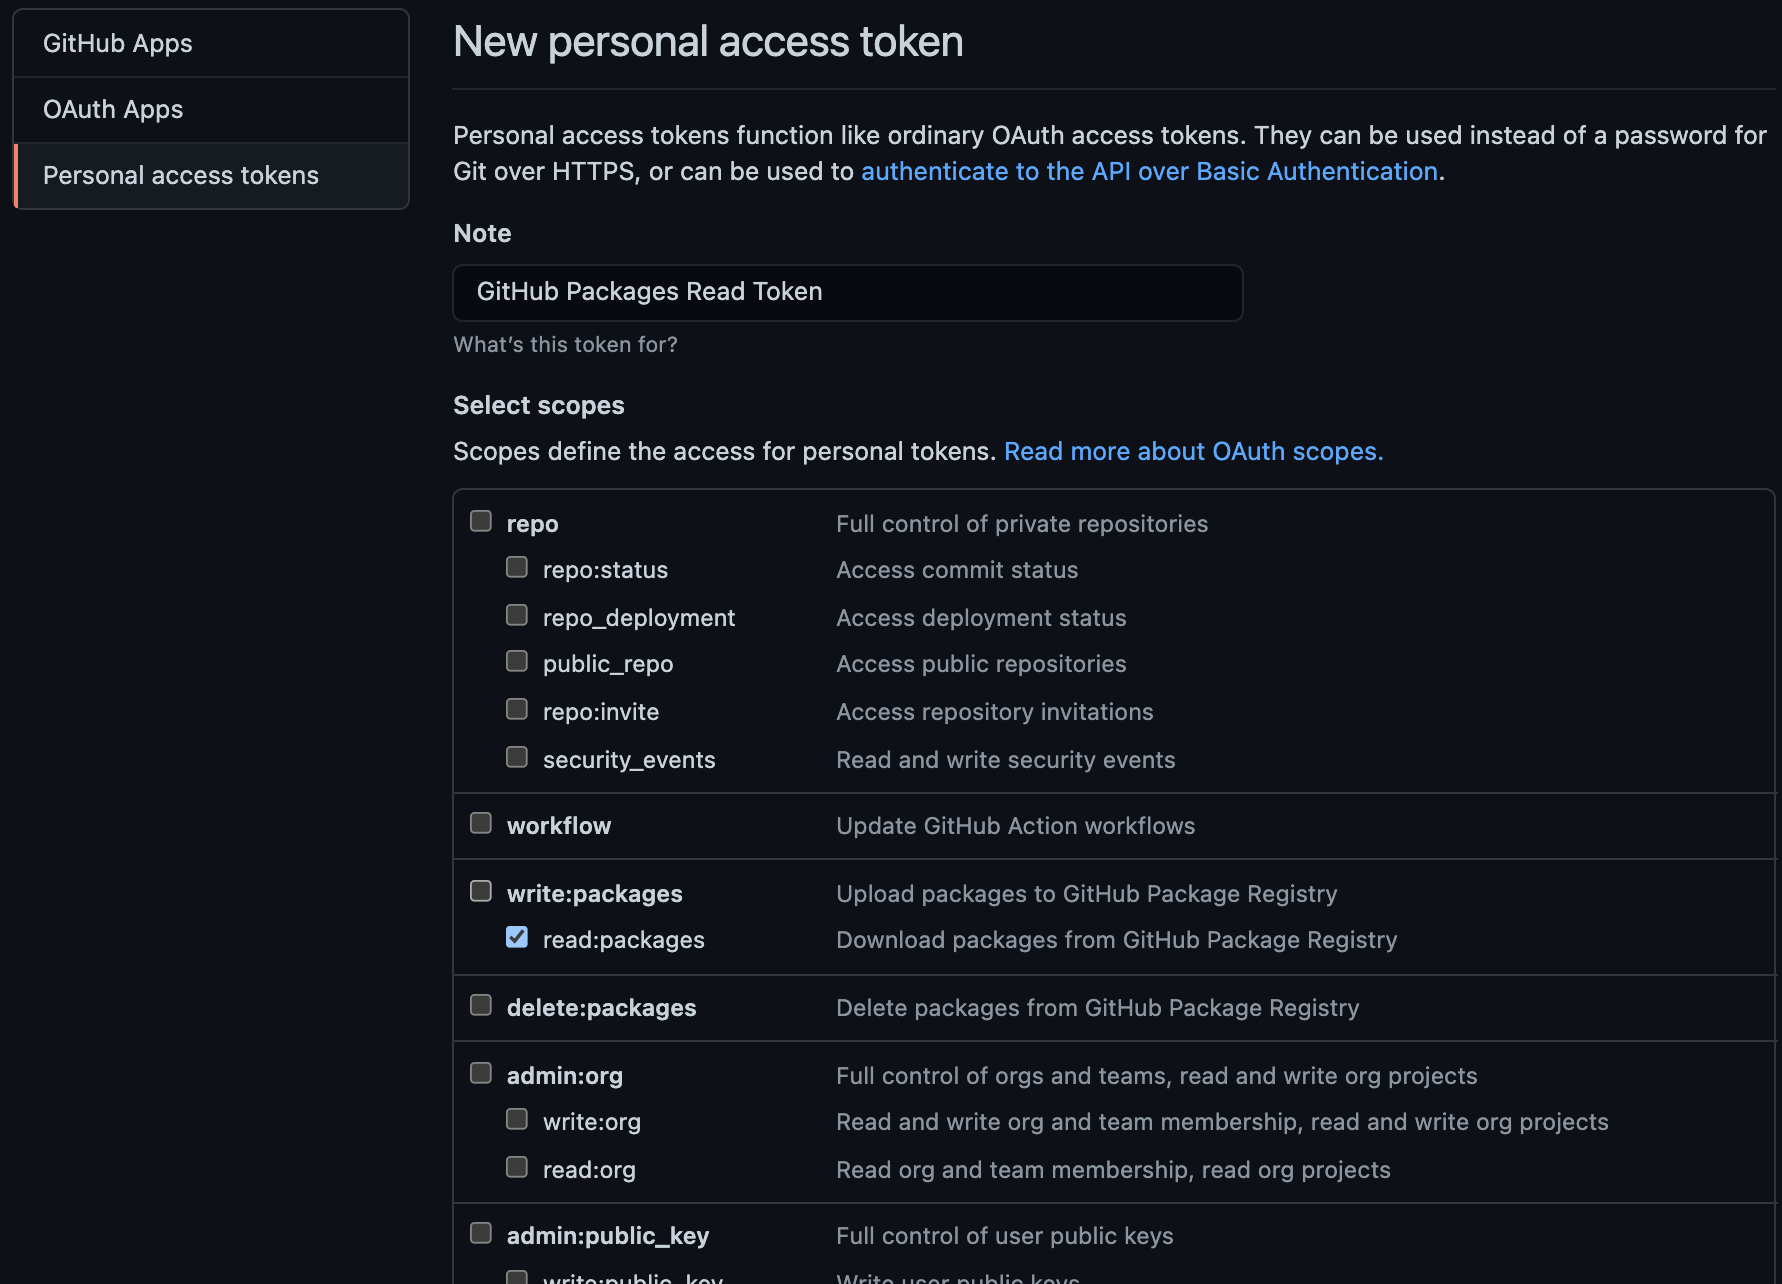 GitHub Apps
OAuth Apps
Personal access tokens
New personal access token
Personal access tokens function like ordinary OAuth access tokens. They can be used instead of a password for
Git over HTTPS, or can be used to authenticate to the API over Basic Authentication.
Note
GitHub Packages Read Token
What's this token for?
Select scopes
Scopes define the access for personal tokens. Read more about OAuth scopes.
repo Full control of private repositories
repo:status Access commit status
repo_deployment Access deployment status
public_repo Access public repositories
repo:invite Access repository invitations
security_events Read and write security events
workflow Update GitHub Action workflows
write:packages Upload packages to GitHub Package Registry
read:packages Download packages from GitHub Package Registry
delete:packages Delete packages from GitHub Package Registry
admin:org Full control of orgs and teams, read and write org projects
write:org Read and write org and team membership, read and write org projects
read:org Read org and team membership, read org projects
admin:public_key Full control of user public keys
write:public_key Write user public keys